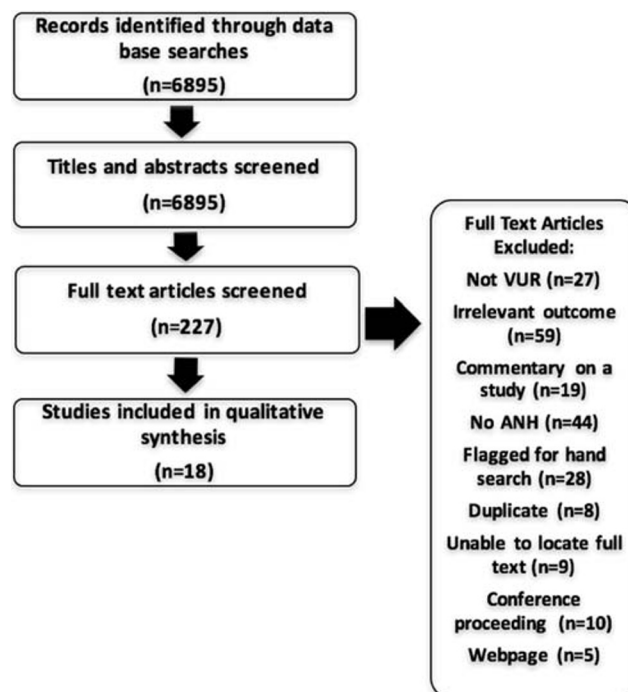 Records identified through data
base searches
(n=6895)
Titles and abstracts screened
(n=6895)
Full text articles screened
(n=227)
Studies included in qualitative
synthesis
(n=18)
Full Text Articles
Excluded:
Not VUR (n=27)
Irrelevant outcome
(n=59)
Commentary on a
study (n=19)
No ANH (n=44)
Flagged for hand
search (n=28)
Duplicate (n=8)
Unable to locate full
text (n=9)
Conference
proceeding (n=10)
Webpage (n=5)